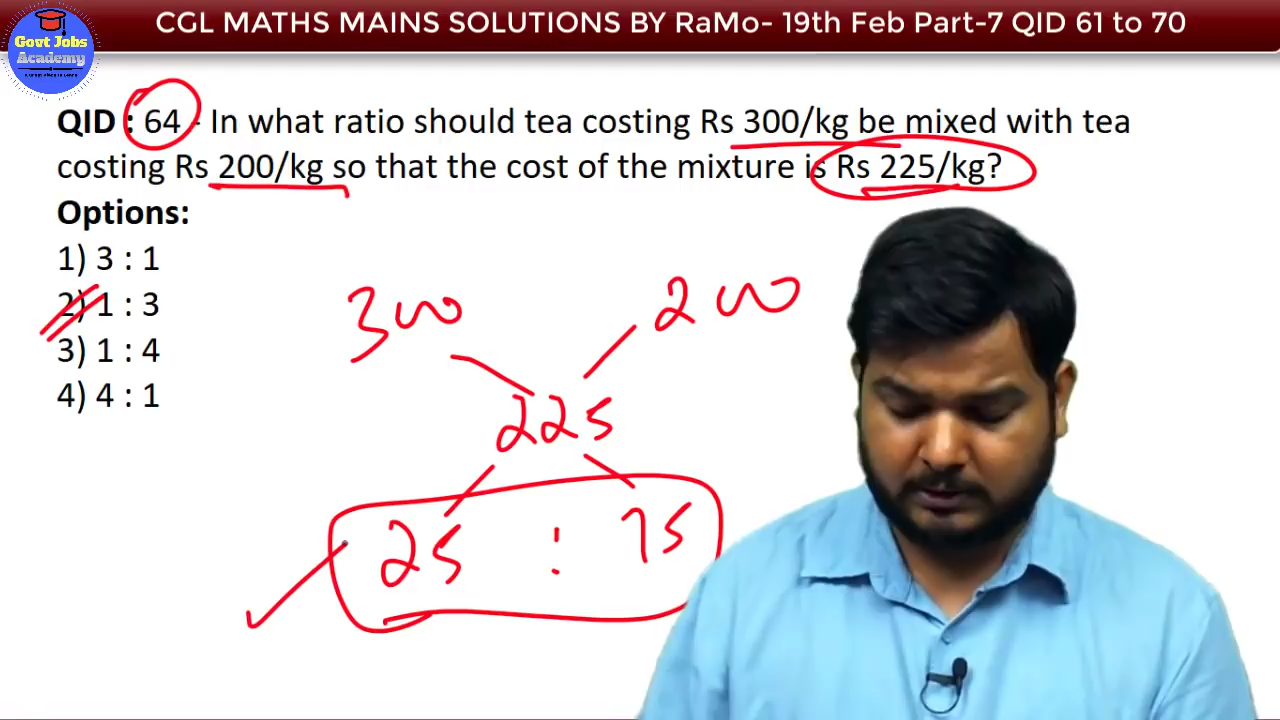 CGL MATHS MAINS SOLUTIONS BY RaMo- 19th Feb Part-7 QID 61 to 70
Govt Jobs
Academy
QID : 64 - In what ratio should tea costing Rs 300/kg be mixed with tea
costing Rs 200/kg so that the cost of the mixture is Rs 225/kg?
Options:
1) 3 : 1
2) 1 : 3
3) 1 : 4
4) 4 : 1
300 200
225
25 : 75